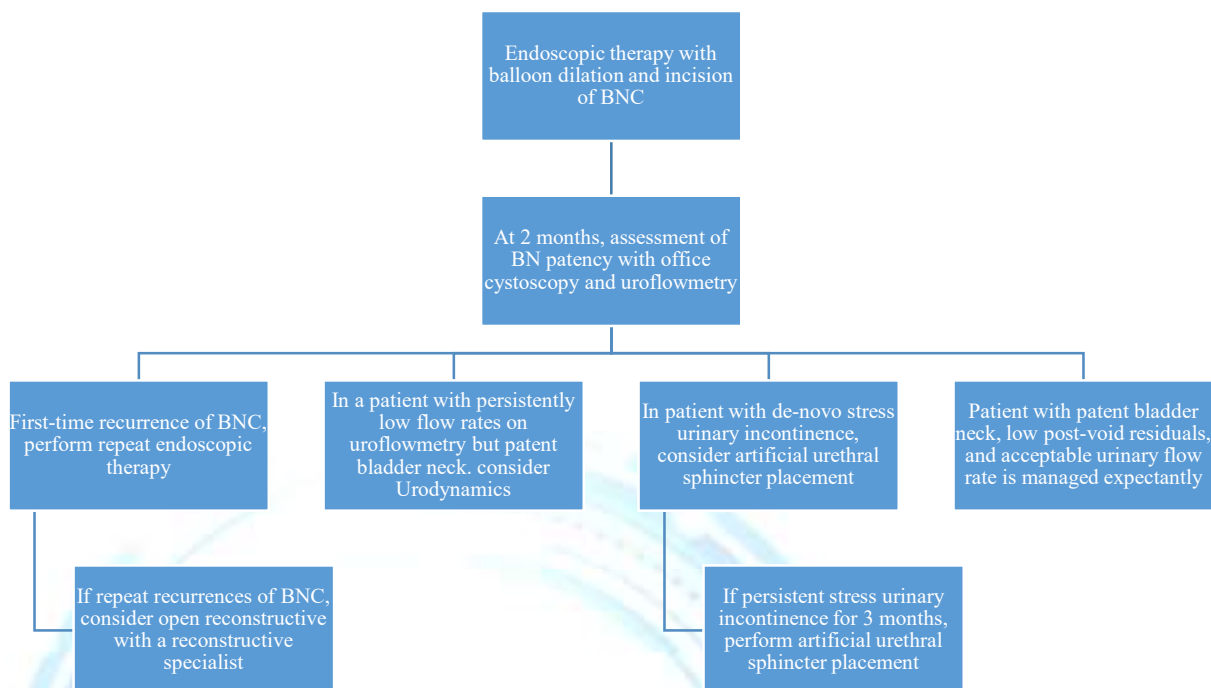 Endoscopic therapy with
balloon dilation and incision
of BNC
At 2 months, assessment of
BN patency with office
cystoscopy and uroflowmetry
First-time recurrence of BNC,
perform repeat endoscopic
therapy
In a patient with persistently
low flow rates on
uroflowmetry but patent
bladder neck. consider
Urodynamics
In patient with de-novo stress
urinary incontinence,
consider artificial urethral
sphincter placement
Patient with patent bladder
neck, low post-void residuals,
and acceptable urinary flow
rate is managed expectantly
If repeat recurrences of BNC,
consider open reconstructive
with a reconstructive
specialist
If persistent stress urinary
incontinence for 3 months,
perform artificial urethral
sphincter placement